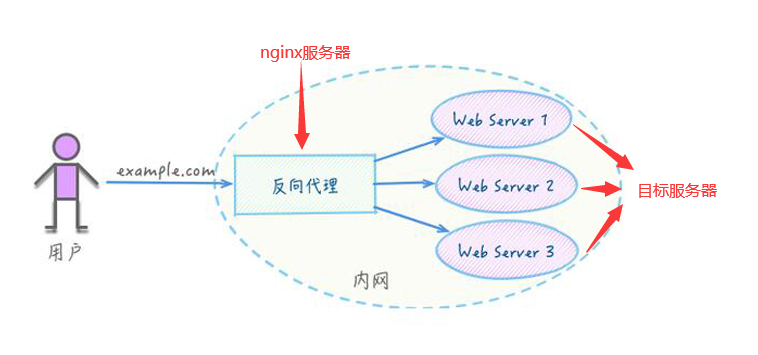 nginx服务器
Web Server 1
example.com
反向代理
Web Server 2
目标服务器
用户
Web Server 3
内网